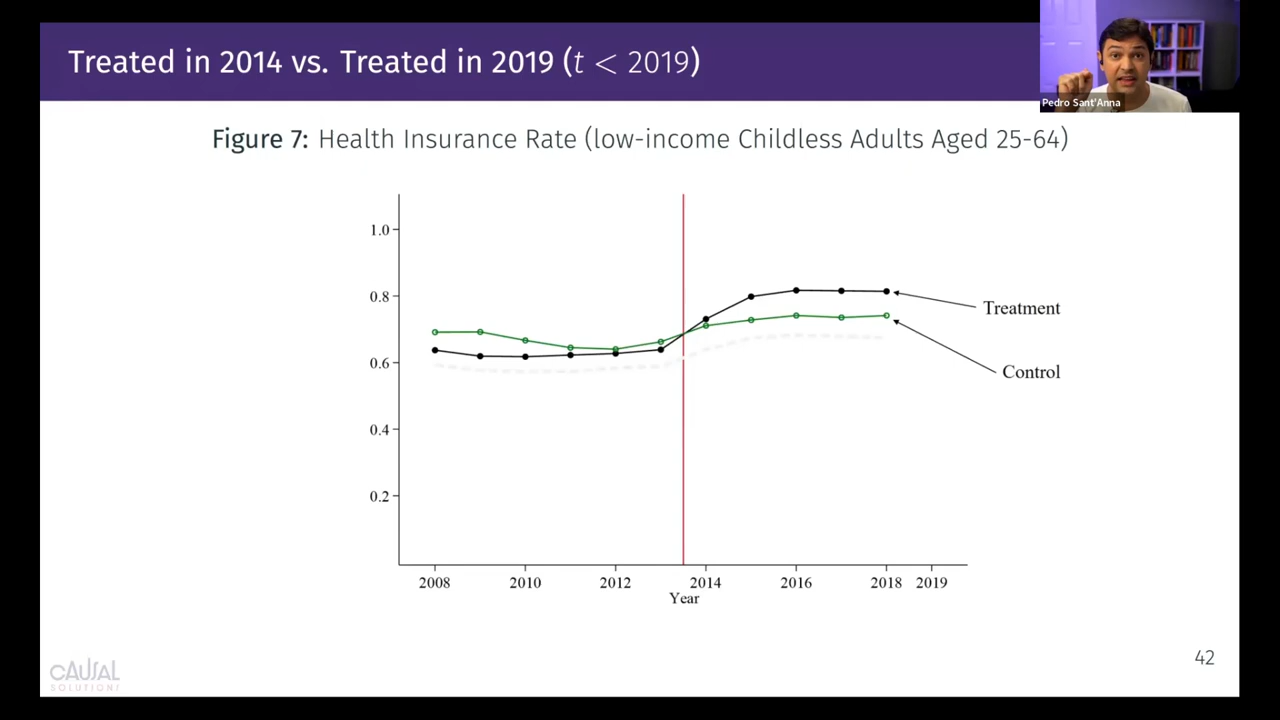 Treated in 2014 vs. Treated in 2019 (t < 2019)
Pedro Sant'Anna
Figure 7: Health Insurance Rate (low-income Childless Adults Aged 25-64)
1.0
0.8
0.6
0.4
0.2
Treatment
Control
2008 2010 2012 2014 2016 2018 2019
Year
42
CAUSAL
SOLUTIONS